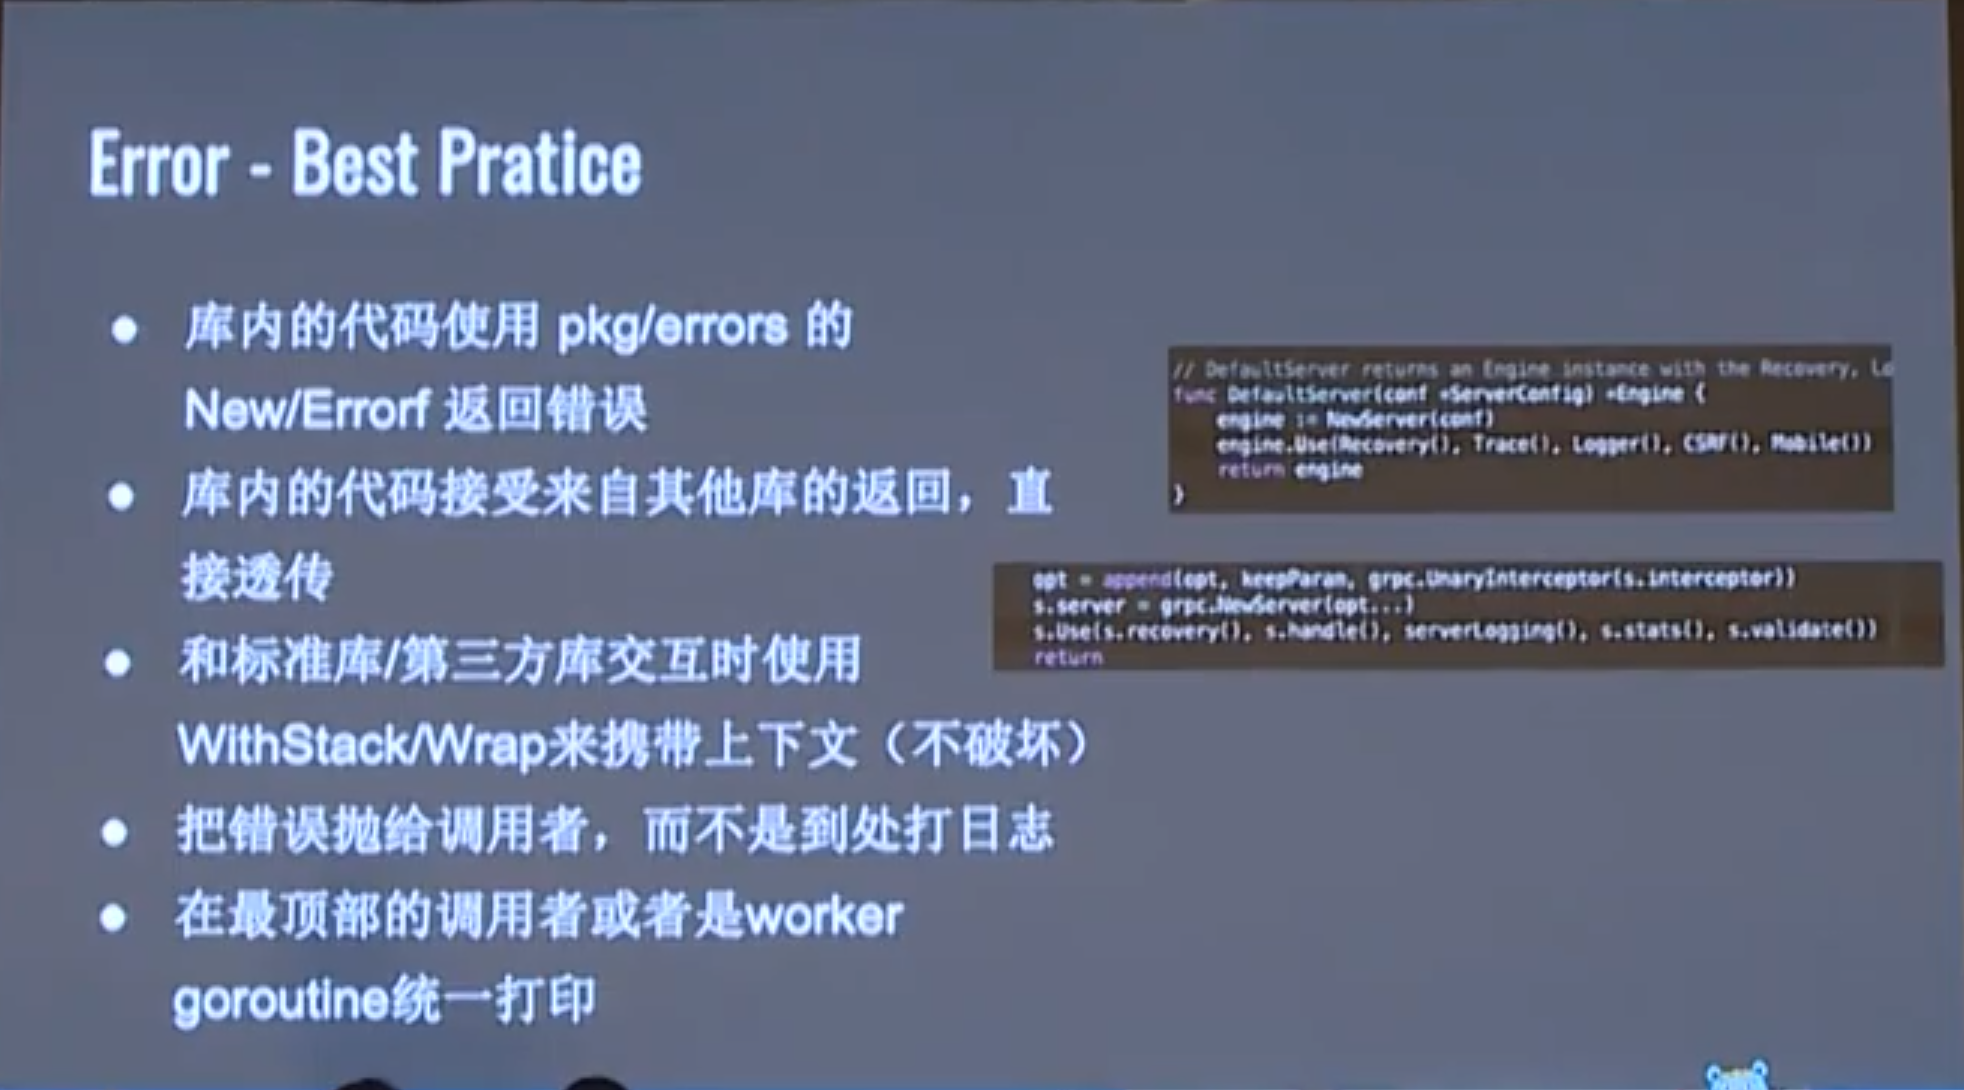 Error - Best Pratice
● 库内的代码使用 pkg/errors 的
New/Errorf 返回错误
● 库内的代码接受来自其他库的返回，直
接透传
● 和标准库/第三方库交互时使用
WithStack/Wrap来携带上下文（不破坏）
● 把错误抛给调用者，而不是到处打日志
● 在最顶部的调用者或者是worker
goroutine统一打印
// DefaultServer returns an Engine instance with the Recovery, Lo
func DefaultServer(conf *ServerConfig) *Engine {
engine := NewServer(conf)
engine.Use(Recovery(), Trace(), Logger(), CSRF(), Mobile())
return engine
}
opt = append(opt, keepParam, grpc.UnaryInterceptor(s.interceptor))
s.server = grpc.NewServer(opt...)
s.Use(s.recovery(), s.handle(), serverLogging(), s.stats(), s.validate())
return